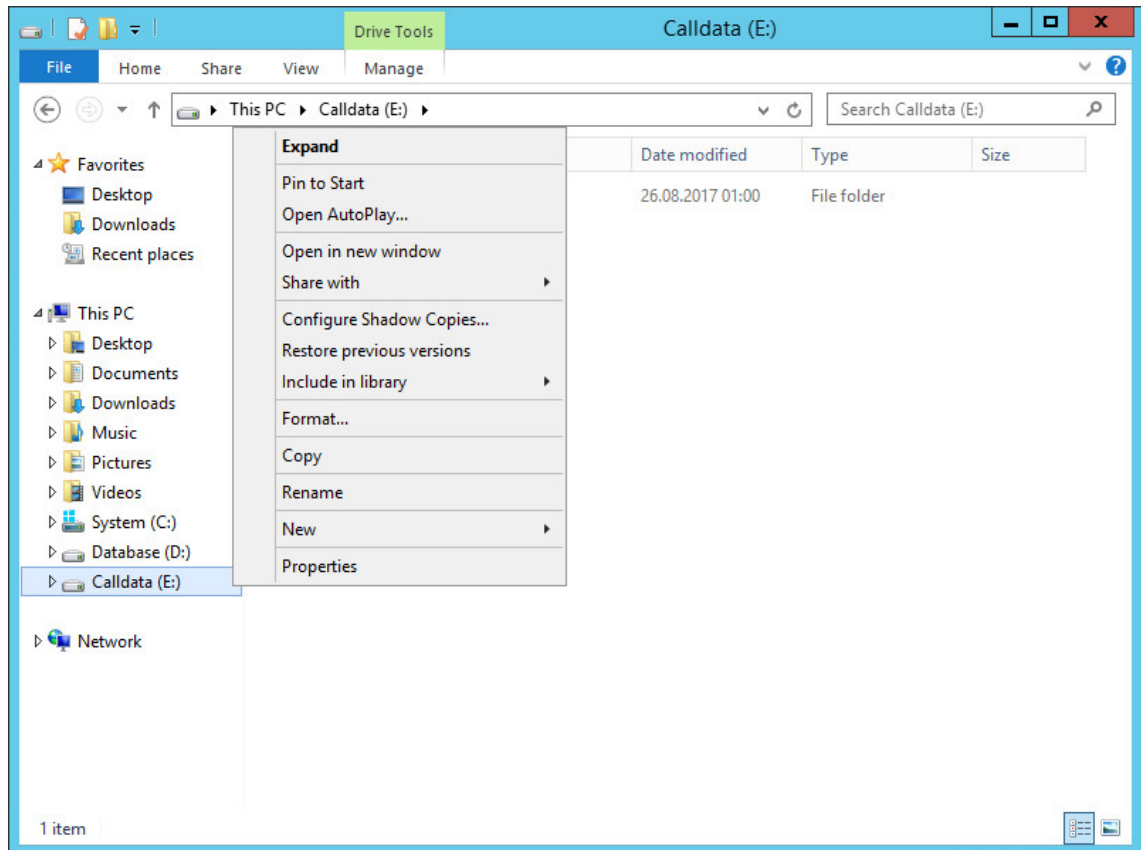 Drive Tools
Calldata (E:)
File Home Share View Manage
This PC Calldata (E:)
Search Calldata (E:)
Date modified Type Size
26.08.2017 01:00 File folder
Favorites
Desktop
Downloads
Recent places
This PC
Desktop
Documents
Downloads
Music
Pictures
Videos
System (C:)
Database (D:)
Calldata (E:)
Network
Expand
Pin to Start
Open AutoPlay...
Open in new window
Share with
Configure Shadow Copies...
Restore previous versions
Include in library
Format...
Copy
Rename
New
Properties
1 item